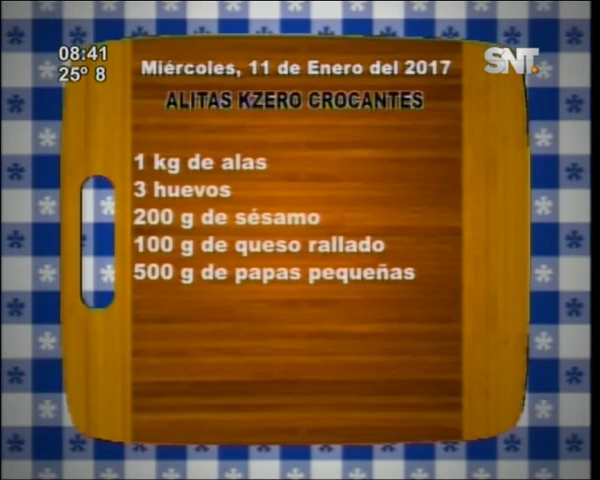 08:41
25º 8
SNT.
Miércoles, 11 de Enero del 2017
ALITAS KZERO CROCANTES
1 kg de alas
3 huevos
200 g de sésamo
100 g de queso rallado
500 g de papas pequeñas